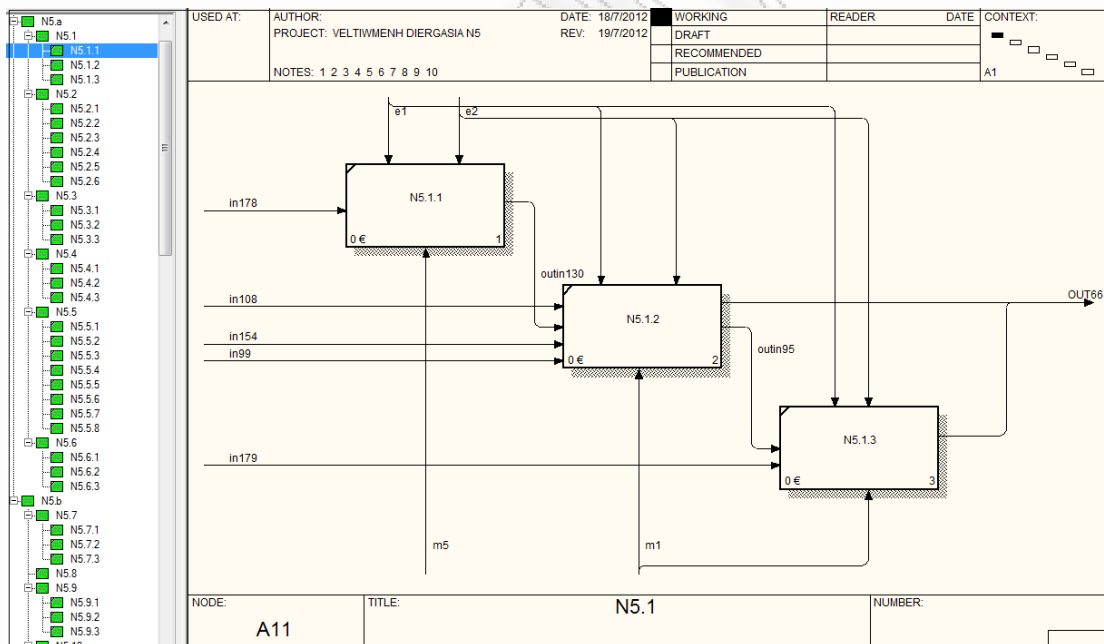 N5.a
N5.1
N5.1.1
N5.1.2
N5.1.3
N5.2
N5.2.1
N5.2.2
N5.2.3
N5.2.4
N5.2.5
N5.2.6
N5.3
N5.3.1
N5.3.2
N5.3.3
N5.4
N5.4.1
N5.4.2
N5.4.3
N5.5
N5.5.1
N5.5.2
N5.5.3
N5.5.4
N5.5.5
N5.5.6
N5.5.7
N5.5.8
N5.6
N5.6.1
N5.6.2
N5.6.3
N5.b
N5.7
N5.7.1
N5.7.2
N5.7.3
N5.8
N5.9
N5.9.1
N5.9.2
N5.9.3
USED AT:
AUTHOR:
DATE: 18/7/2012
PROJECT: VELTIWMENH DIERGASIA N5
REV: 19/7/2012
NOTES: 1 2 3 4 5 6 7 8 9 10
WORKING
DRAFT
RECOMMENDED
PUBLICATION
READER
DATE
CONTEXT:
A1
e1
e2
N5.1.1
0 €
1
in178
outin130
in108
in154
in99
N5.1.2
0 €
2
OUT66
outin95
N5.1.3
0 €
3
in179
m5
m1
NODE:
A11
TITLE:
N5.1
NUMBER: